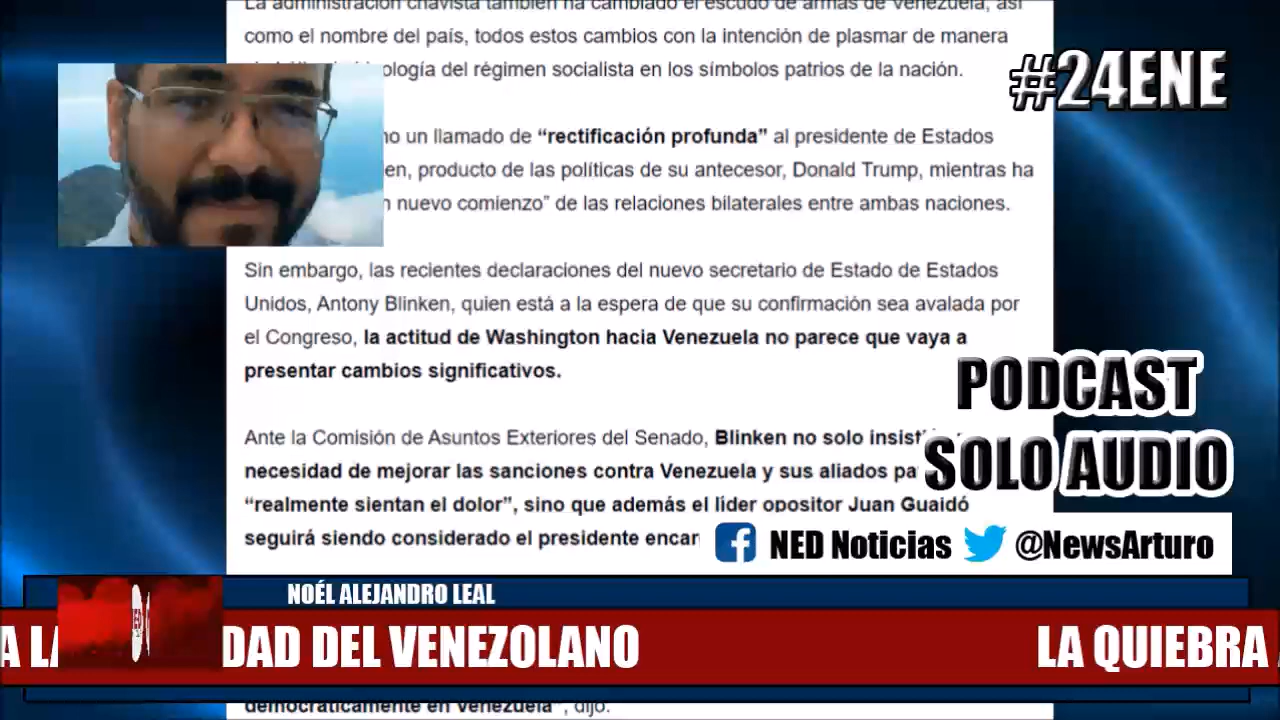 La administración chavista también ha cambiado el escudo de armas de Venezuela, así
como el nombre del país, todos estos cambios con la intención de plasmar de manera
del régimen socialista en los símbolos patrios de la nación.
#24ENE
un llamado de “rectificación profunda” al presidente de Estados
producto de las políticas de su antecesor, Donald Trump, mientras ha
nuevo comienzo” de las relaciones bilaterales entre ambas naciones.
Sin embargo, las recientes declaraciones del nuevo secretario de Estado de Estados
Unidos, Antony Blinken, quien está a la espera de que su confirmación sea avalada por
el Congreso, la actitud de Washington hacia Venezuela no parece que vaya a
presentar cambios significativos.
PODCAST
SOLO AUDIO
Ante la Comisión de Asuntos Exteriores del Senado, Blinken no solo
necesidad de mejorar las sanciones contra Venezuela y sus aliados
“realmente sientan el dolor”, sino que además el líder opositor Juan Guaidó
seguirá siendo considerado el presidente
NED Noticias @NewsArturo
NOÉL ALEJANDRO LEAL
DAD DEL VENEZOLANO LA QUIEBRA
democráticamente en Venezuela”, dijo.